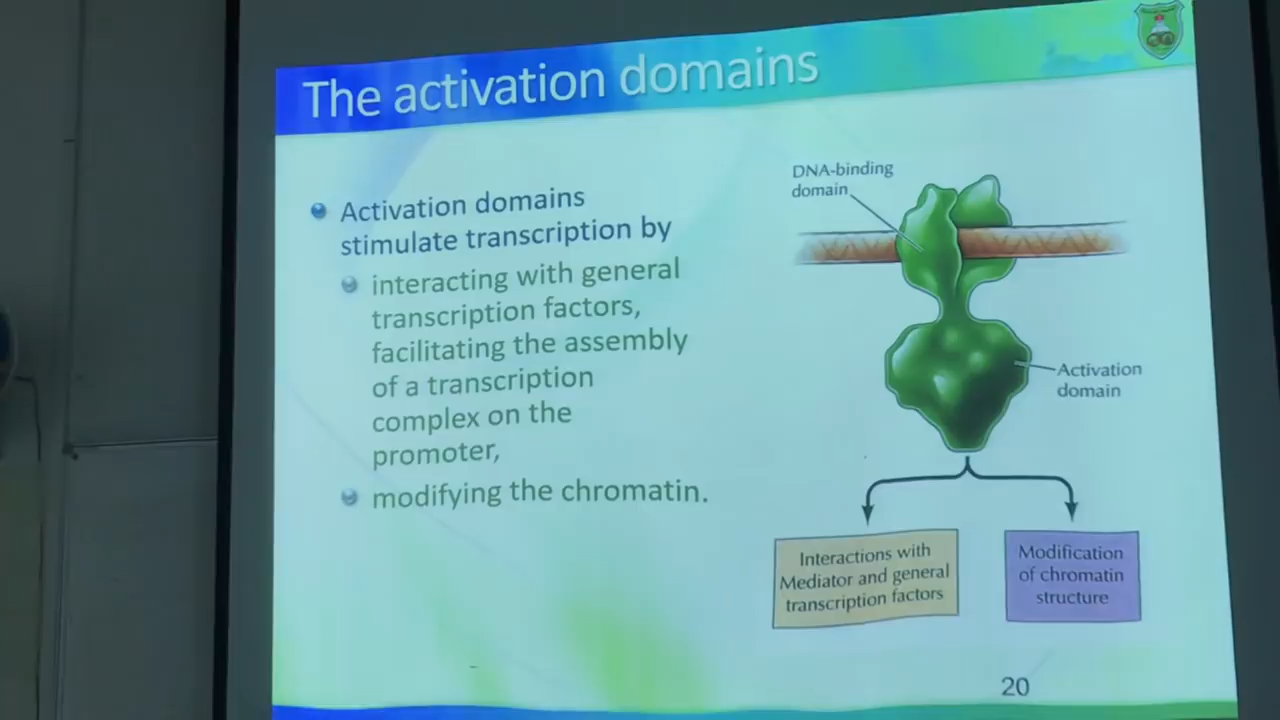 The activation domains
Activation domains
stimulate transcription by
interacting with general
transcription factors,
facilitating the assembly
of a transcription
complex on the
promoter,
modifying the chromatin.
DNA-binding
domain
Activation
domain
Interactions with
Mediator and general
transcription factors
Modification
of chromatin
structure
20